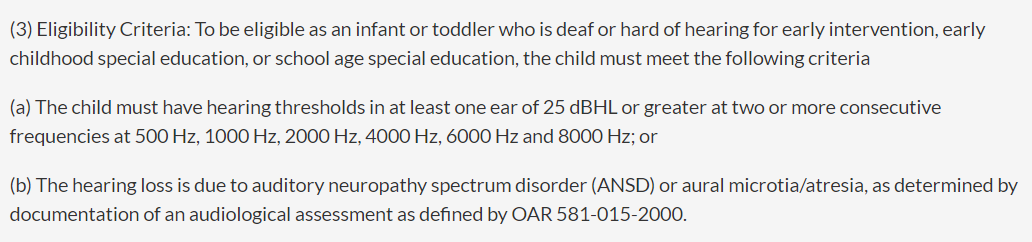 (3) Eligibility Criteria: To be eligible as an infant or toddler who is deaf or hard of hearing for early intervention, early
childhood special education, or school age special education, the child must meet the following criteria
(a) The child must have hearing thresholds in at least one ear of 25 dBHL or greater at two or more consecutive
frequencies at 500 Hz, 1000 Hz, 2000 Hz, 4000 Hz, 6000 Hz and 8000 Hz; or
(b) The hearing loss is due to auditory neuropathy spectrum disorder (ANSD) or aural microtia/atresia, as determined by
documentation of an audiological assessment as defined by OAR 581-015-2000.